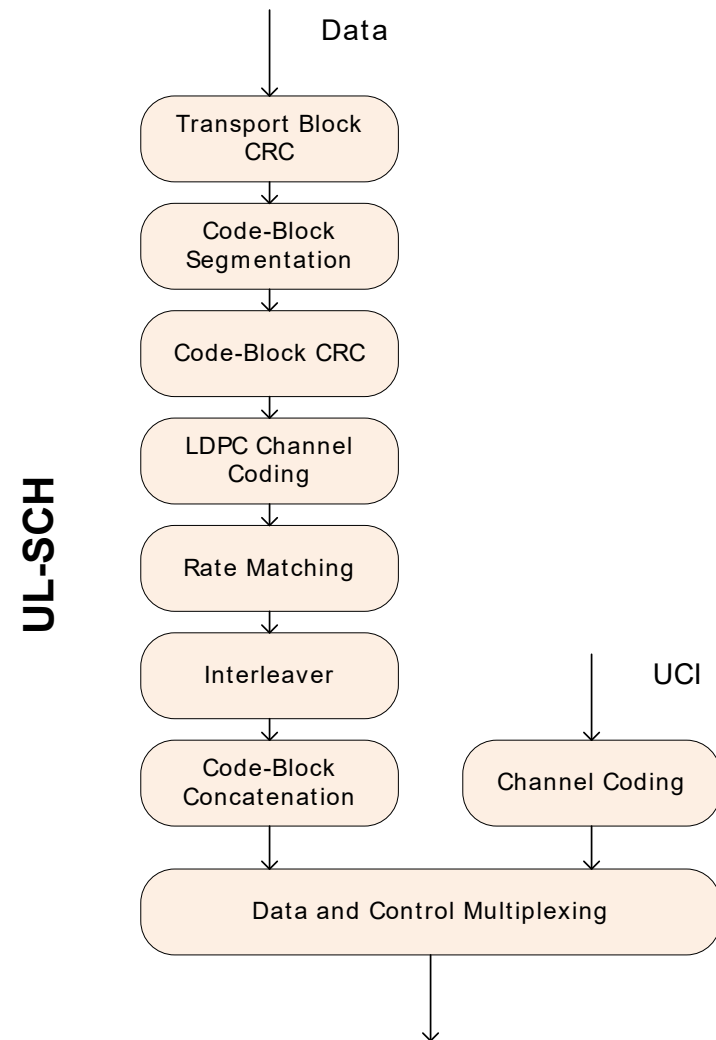 Data
Transport Block
CRC
Code-Block
Segmentation
Code-Block CRC
LDPC Channel
Coding
UL-SCH
Rate Matching
Interleaver
UCI
Code-Block
Concatenation
Channel Coding
Data and Control Multiplexing